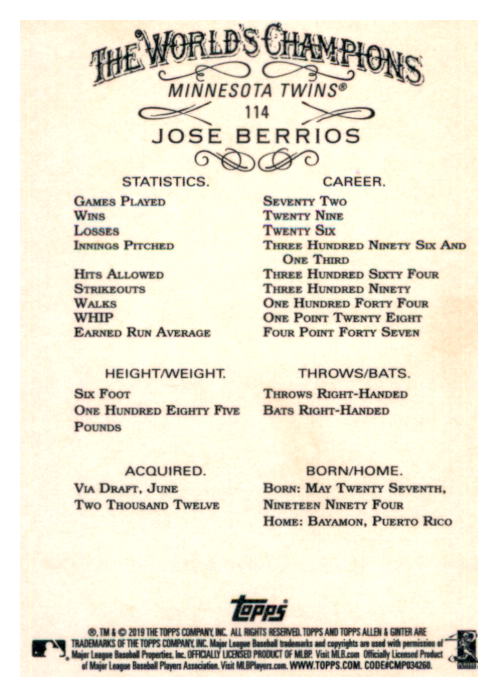 THE WORLD'S CHAMPIONS
MINNESOTA TWINS®
114
JOSE BERRIOS
STATISTICS. CAREER.
GAMES PLAYED SEVENTY TWO
WINS TWENTY NINE
LOSSES TWENTY SIX
INNINGS PITCHED THREE HUNDRED NINETY SIX AND
ONE THIRD
HITS ALLOWED THREE HUNDRED SIXTY FOUR
STRIKEOUTS THREE HUNDRED NINETY
WALKS ONE HUNDRED FORTY FOUR
WHIP ONE POINT TWENTY EIGHT
EARNED RUN AVERAGE FOUR POINT FORTY SEVEN
HEIGHT/WEIGHT. THROWS/BATS.
SIX FOOT THROWS RIGHT-HANDED
ONE HUNDRED EIGHTY FIVE BATS RIGHT-HANDED
POUNDS
ACQUIRED. BORN/HOME.
VIA DRAFT, JUNE BORN: MAY TWENTY SEVENTH,
TWO THOUSAND TWELVE NINETEEN NINETY FOUR
HOME: BAYAMON, PUERTO RICO
Topps®
®, TM & © 2019 THE TOPPS COMPANY, INC. ALL RIGHTS RESERVED. TOPPS AND TOPPS ALLEN & GINTER ARE
TRADEMARKS OF THE TOPPS COMPANY, INC. Major League Baseball trademarks and copyrights are used with permission of
Major League Baseball Properties, Inc. OFFICIALLY LICENSED PRODUCT OF MLBP. Visit MLB.com Officially Licensed Product
of Major League Baseball Players Association. Visit MLBPlayers.com. WWW.TOPPS.COM. CODE#CMP034260.